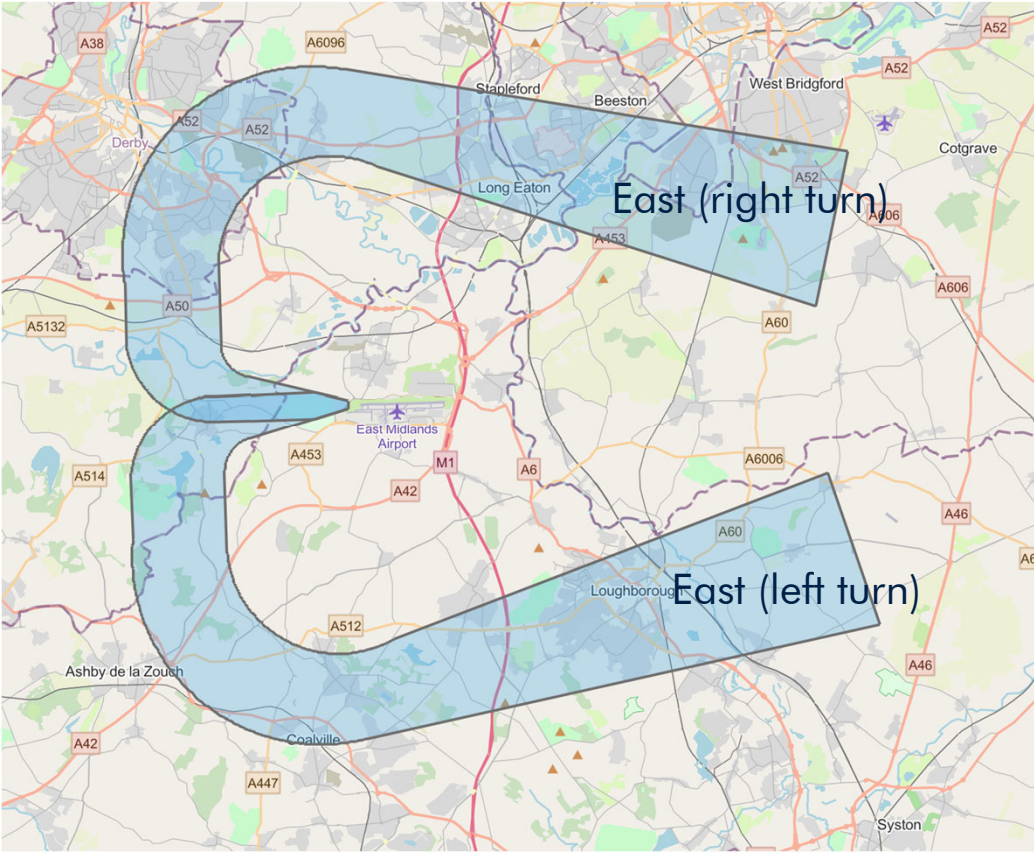 A38
A6096
A52
A52
Stapleford
Beeston
West Bridgford
A52
A52
Derby
Cotgrave
Long Eaton
A52
East (right turn)
A606
A453
A50
A606
A5132
A60
East Midlands
Airport
A453
M1
A6
A6006
A514
A42
A46
A60
A6
Loughborough
East (left turn)
A512
Ashby de la Zouch
A46
A42
Coalville
A447
Syston